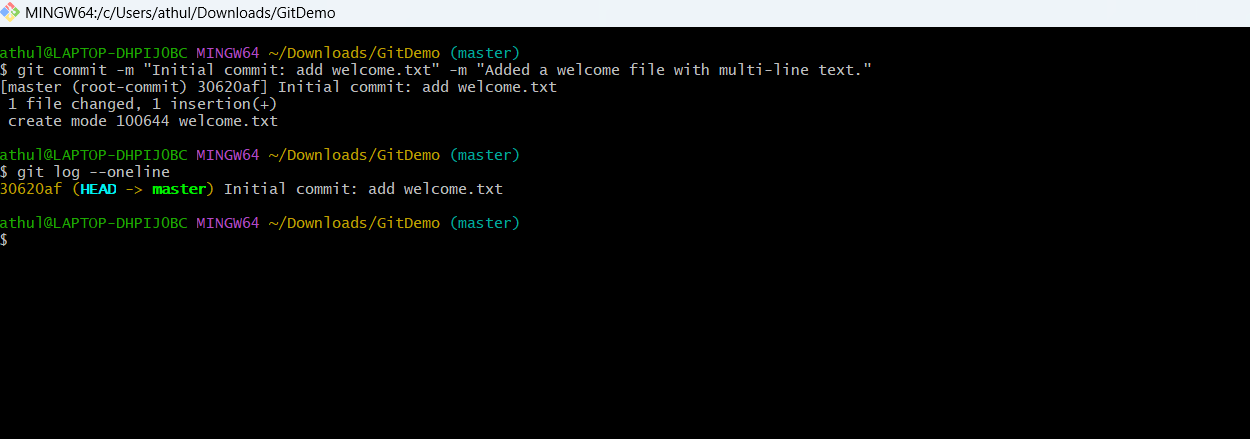 MINGW64:/c/Users/athul/Downloads/GitDemo
athul@LAPTOP-DHPIJ0BC MINGW64 ~/Downloads/GitDemo (master)
$ git commit -m "Initial commit: add welcome.txt" -m "Added a welcome file with multi-line text."
[master (root-commit) 30620af] Initial commit: add welcome.txt
 1 file changed, 1 insertion(+)
 create mode 100644 welcome.txt
athul@LAPTOP-DHPIJ0BC MINGW64 ~/Downloads/GitDemo (master)
$ git log --oneline
30620af (HEAD -> master) Initial commit: add welcome.txt
athul@LAPTOP-DHPIJ0BC MINGW64 ~/Downloads/GitDemo (master)
$